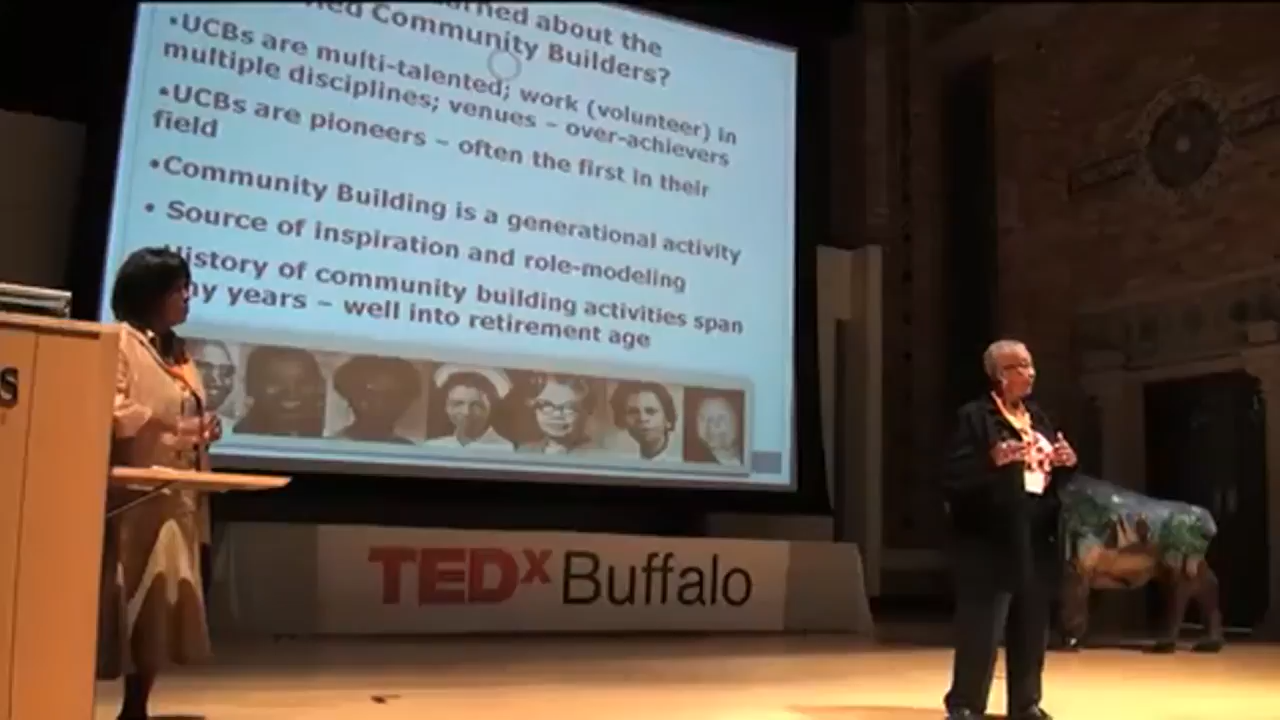 about the
Community Builders?
•UCBs are multi-talented; work (volunteer) in
multiple disciplines; venues – over-achievers
•UCBs are pioneers – often the first in their
field
•Community Building is a generational activity
• Source of inspiration and role-modeling
History of community building activities span
years – well into retirement age
TEDx Buffalo
S